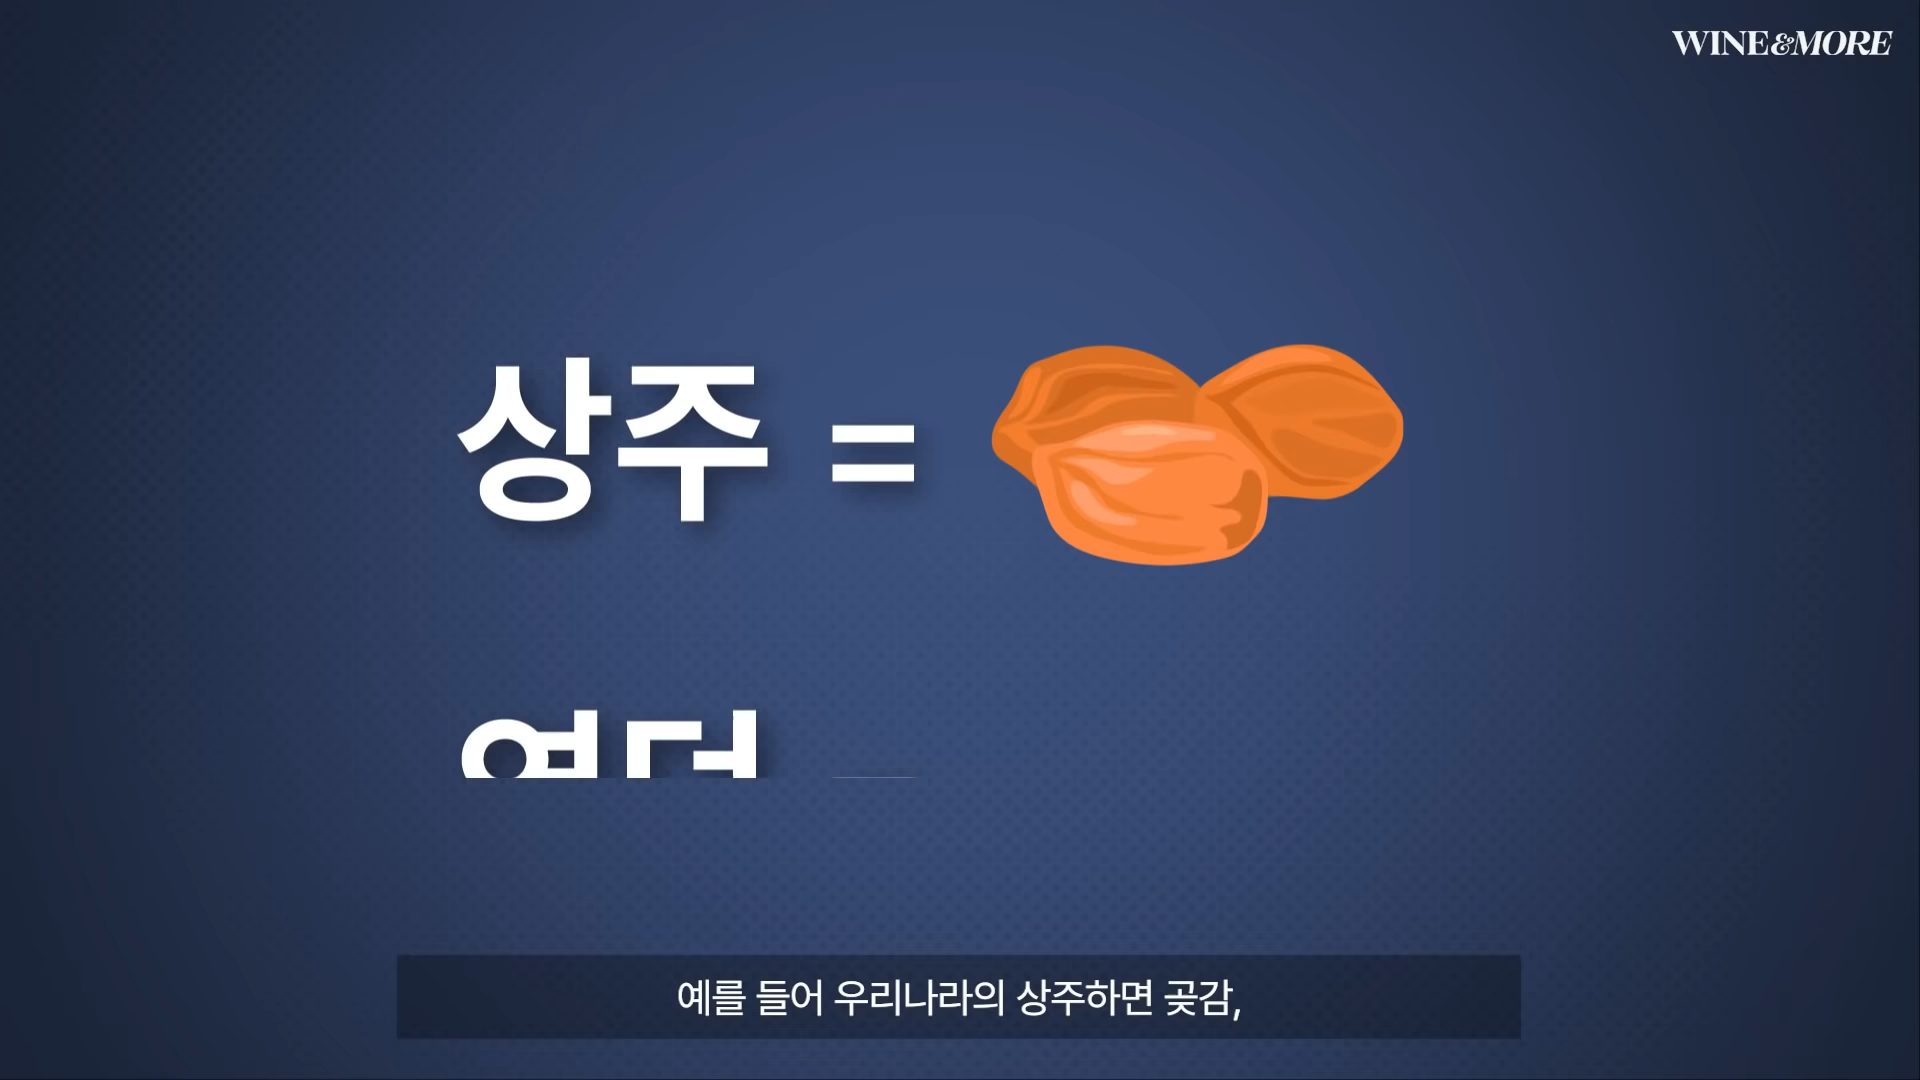 WINE&MORE
상주 =
예를 들어 우리나라의 상주하면 곶감,